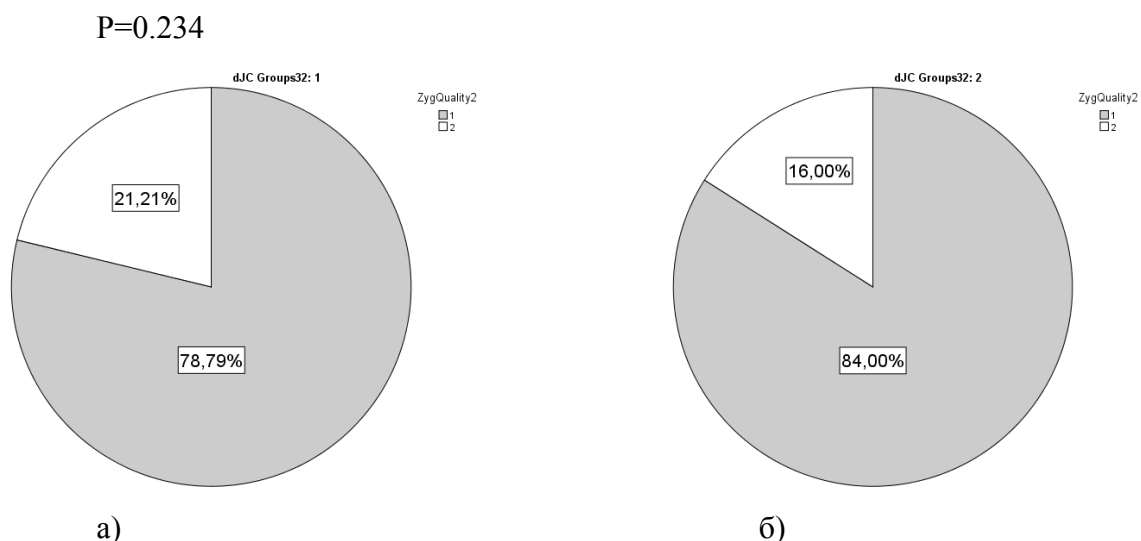 P=0.234
dJC Groups32: 1
ZygQuality2
1
2
21,21%
78,79%
а)
dJC Groups32: 2
ZygQuality2
1
2
16,00%
84,00%
б)